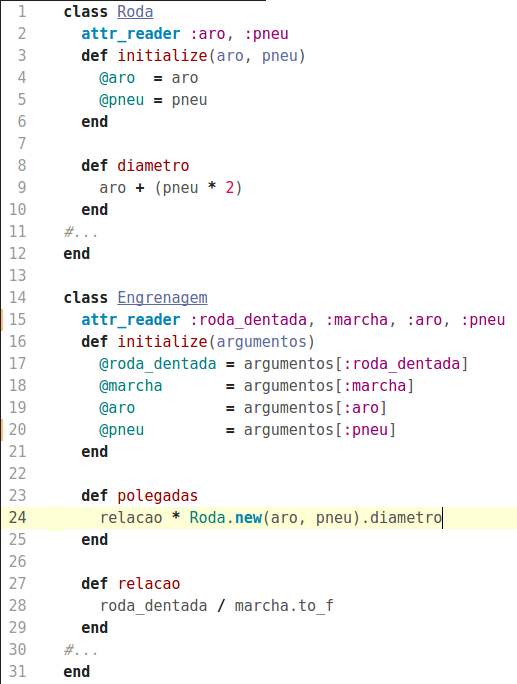 1 class Roda
2   attr_reader :aro, :pneu
3   def initialize(aro, pneu)
4     @aro  = aro
5     @pneu = pneu
6   end
7
8   def diametro
9     aro + (pneu * 2)
10   end
11 #...
12 end
13
14 class Engrenagem
15   attr_reader :roda_dentada, :marcha, :aro, :pneu
16   def initialize(argumentos)
17     @roda_dentada = argumentos[:roda_dentada]
18     @marcha       = argumentos[:marcha]
19     @aro          = argumentos[:aro]
20     @pneu         = argumentos[:pneu]
21   end
22
23   def polegadas
24     relacao * Roda.new(aro, pneu).diametro
25   end
26
27   def relacao
28     roda_dentada / marcha.to_f
29   end
30 #...
31 end